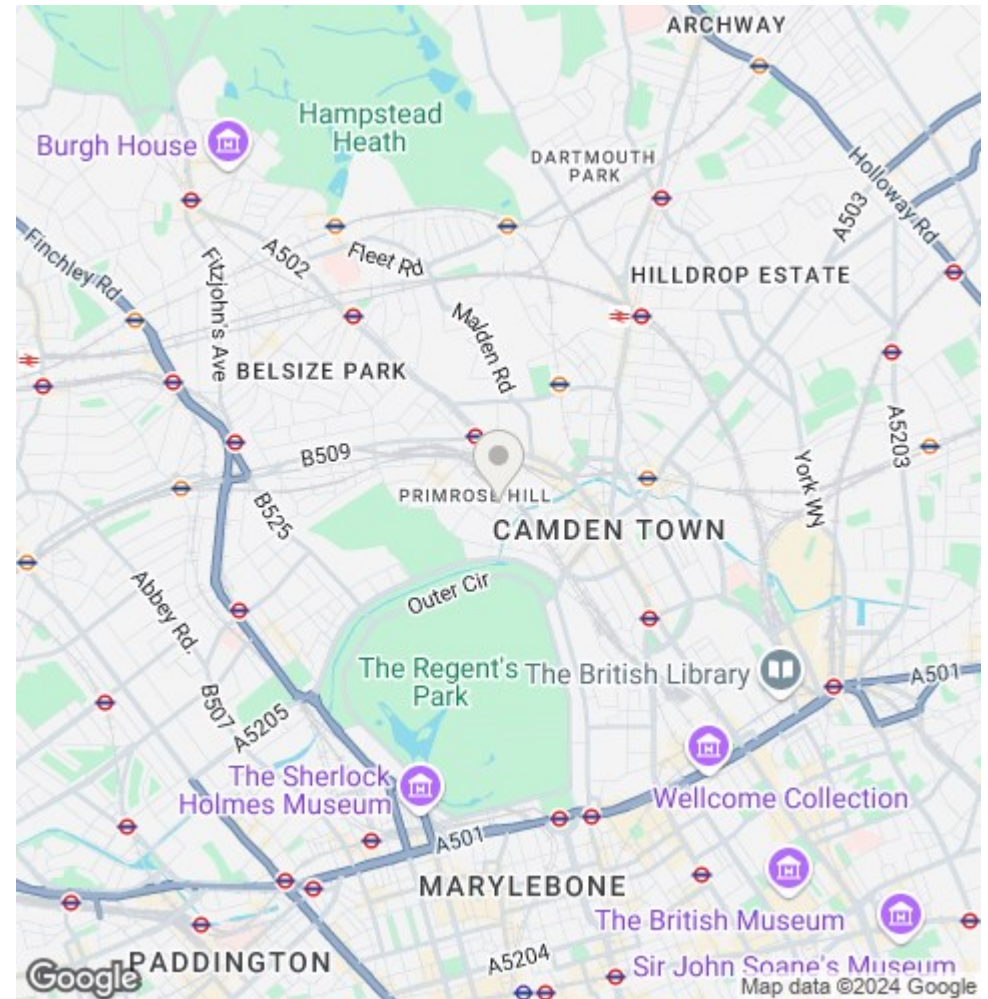 ARCHWAY
Hampstead
Heath
Burgh House
DARTMOUTH
PARK
Holloway Rd
A503
Finchley Rd
Fitzjohn's Ave
A502
Fleet Rd
HILLDROP ESTATE
Malden Rd
BELSIZE PARK
A5203
B509
York Wy
PRIMROSE HILL
B525
CAMDEN TOWN
Abbey Rd.
Outer Cir
The Regent's
Park
The British Library
A501
B507
A5205
The Sherlock
Holmes Museum
Wellcome Collection
A501
MARYLEBONE
The British Museum
PADDINGTON
A5204
Sir John Soane's Museum
Google
Map data ©2024 Google